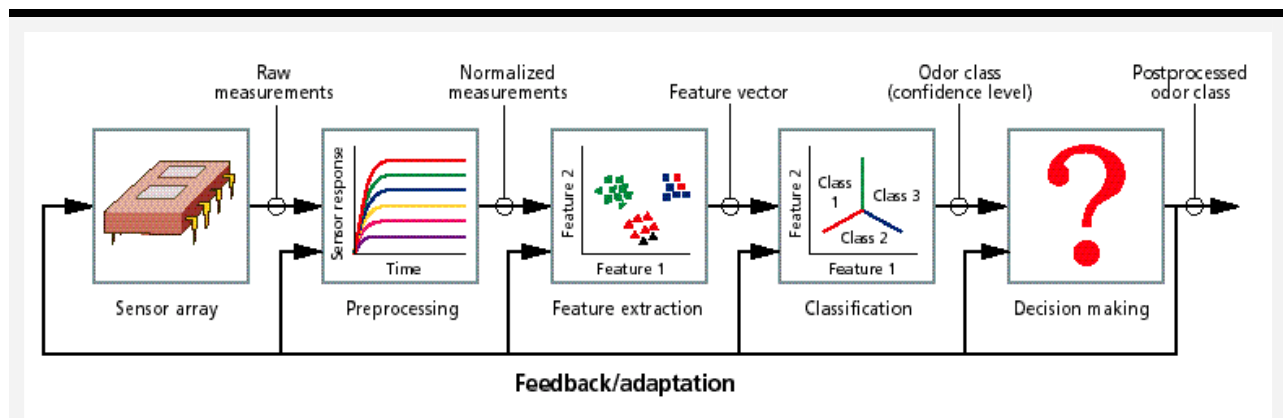 Raw
measurements
Normalized
measurements
Feature vector
Odor class
(confidence level)
Postprocessed
odor class
Sensor response
Time
Feature 2
Feature 1
Feature 2
Class
1
Class 3
Class 2
Feature 1
?
Sensor array
Preprocessing
Feature extraction
Classification
Decision making
Feedback/adaptation